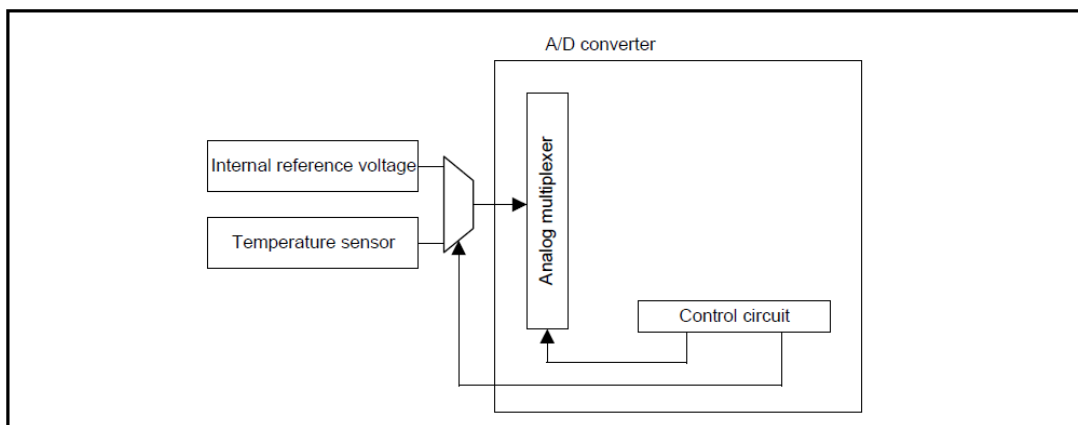 A/D converter
Internal reference voltage
Temperature sensor
Analog multiplexer
Control circuit